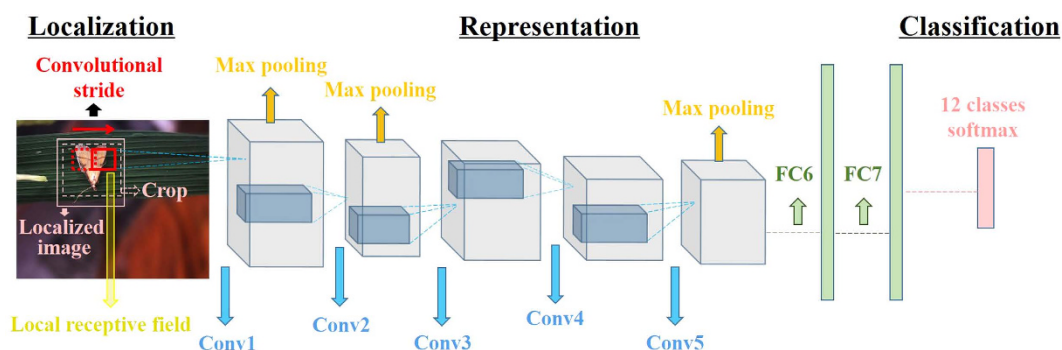 Localization
Representation
Classification
Convolutional
stride
Max pooling
Max pooling
Max pooling
12 classes
softmax
FC6
FC7
Crop
Localized
image
Local receptive field
Conv1
Conv2
Conv3
Conv4
Conv5